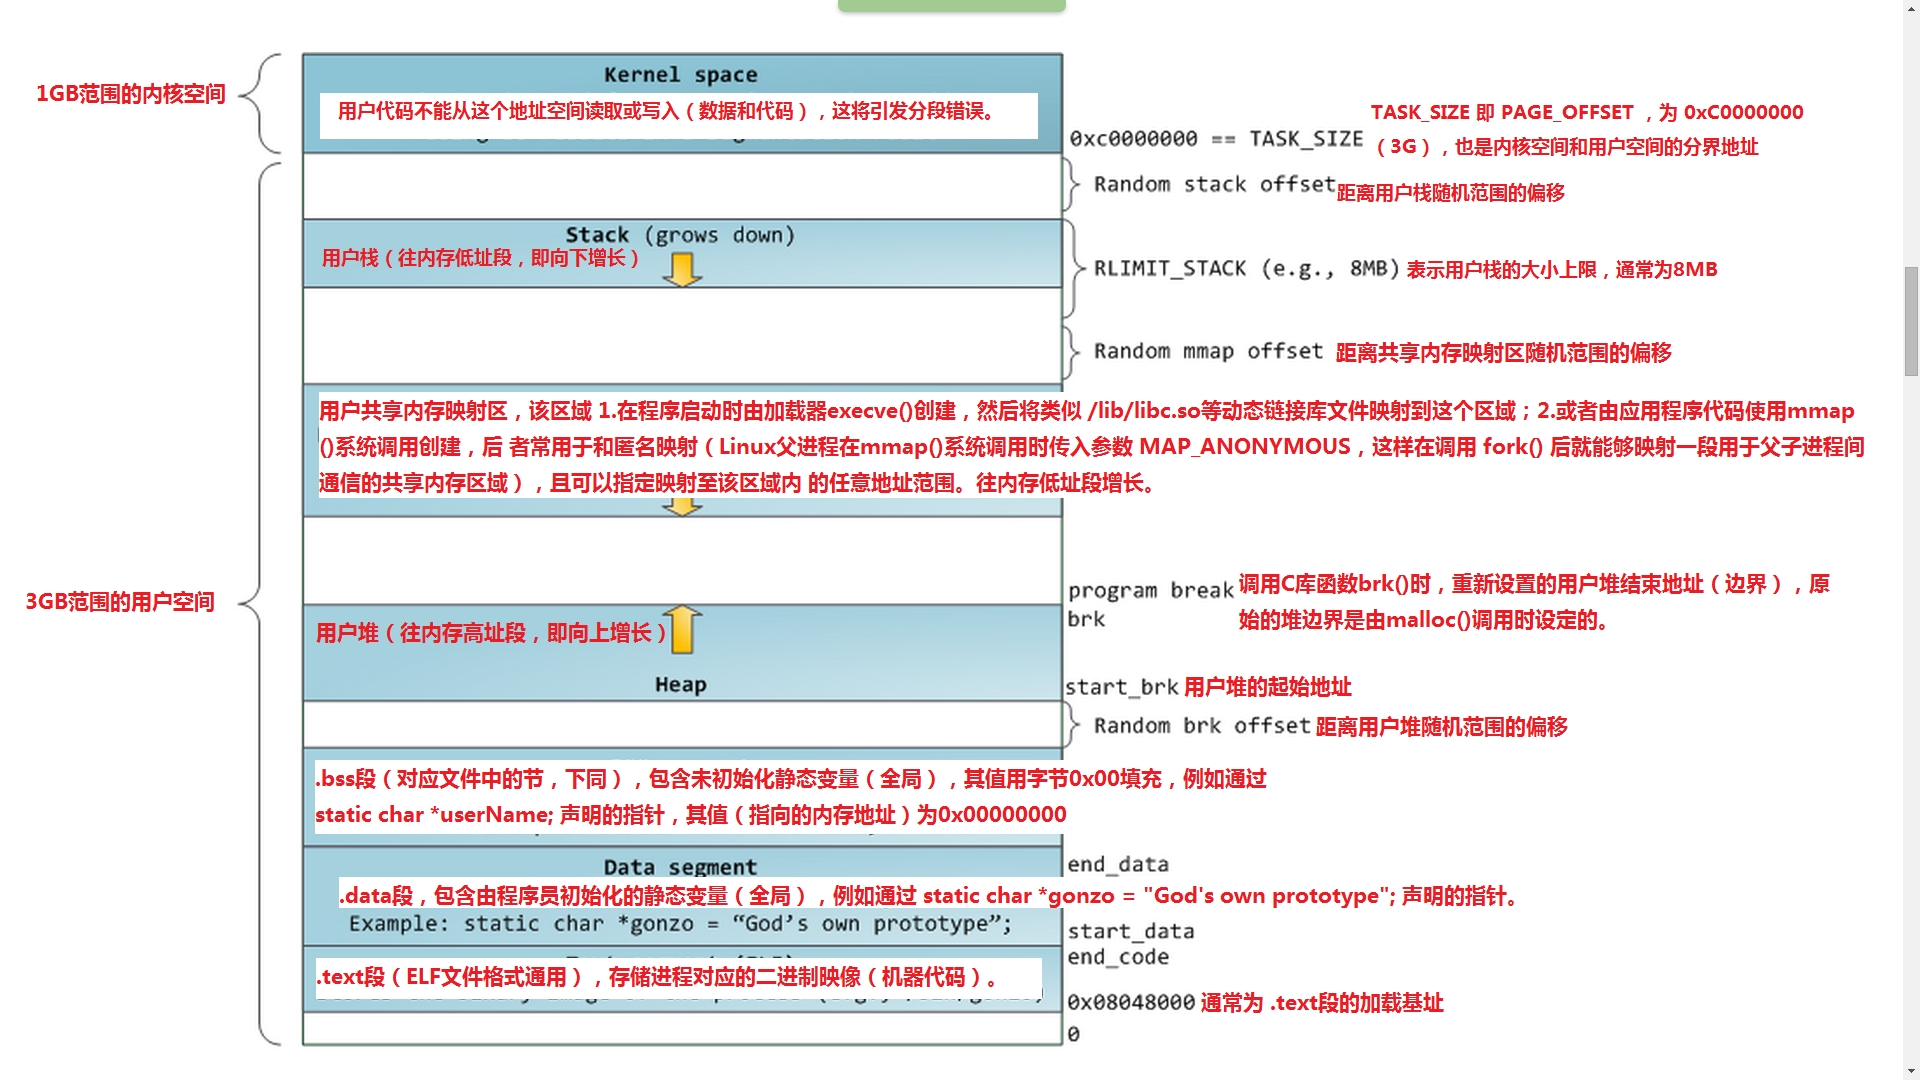 Kernel space
1GB范围的内核空间
用户代码不能从这个地址空间读取或写入（数据和代码），这将引发分段错误。
TASK_SIZE 即 PAGE_OFFSET ，为 0xC0000000
0xc0000000 == TASK_SIZE
（3G），也是内核空间和用户空间的分界地址
Random stack offset
距离用户栈随机范围的偏移
Stack (grows down)
用户栈（往内存低址段，即向下增长）
RLIMIT_STACK (e.g., 8MB) 表示用户栈的大小上限，通常为8MB
Random mmap offset 距离共享内存映射区随机范围的偏移
用户共享内存映射区，该区域 1.在程序启动时由加载器execve()创建，然后将类似 /lib/libc.so等动态链接库文件映射到这个区域；2.或者由应用程序代码使用mmap
()系统调用创建，后 者常用于和匿名映射（Linux父进程在mmap()系统调用时传入参数 MAP_ANONYMOUS，这样在调用 fork() 后就能够映射一段用于父子进程间
通信的共享内存区域），且可以指定映射至该区域内 的任意地址范围。往内存低址段增长。
3GB范围的用户空间
program break 调用C库函数brk()时，重新设置的用户堆结束地址（边界），原
brk 始的堆边界是由malloc()调用时设定的。
用户堆（往内存高址段，即向上增长）
Heap
start_brk 用户堆的起始地址
Random brk offset 距离用户堆随机范围的偏移
.bss段（对应文件中的节，下同），包含未初始化静态变量（全局），其值用字节0x00填充，例如通过
static char *userName; 声明的指针，其值（指向的内存地址）为0x00000000
Data segment
end_data
.data段，包含由程序员初始化的静态变量（全局），例如通过 static char *gonzo = "God's own prototype"; 声明的指针。
Example: static char *gonzo = “God’s own prototype”;
start_data
end_code
.text段（ELF文件格式通用），存储进程对应的二进制映像（机器代码）。
0x08048000 通常为 .text段的加载基址
0